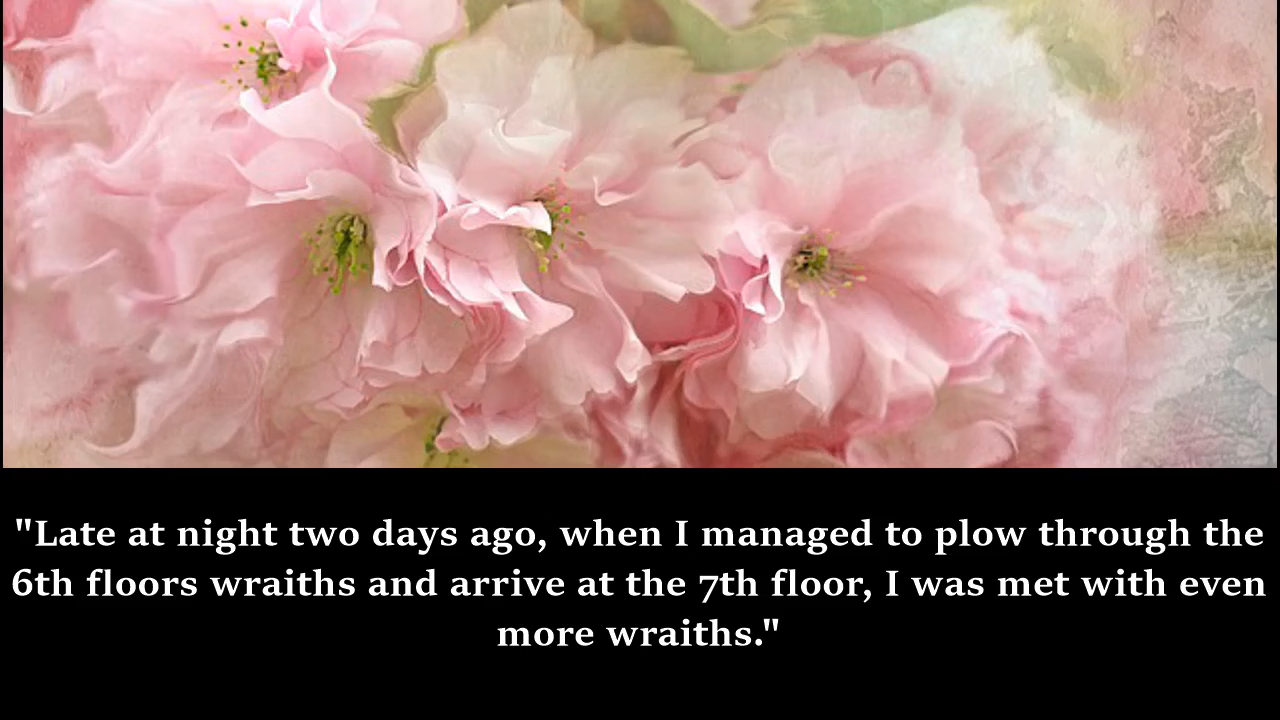 "Late at night two days ago, when I managed to plow through the
6th floors wraiths and arrive at the 7th floor, I was met with even
more wraiths."